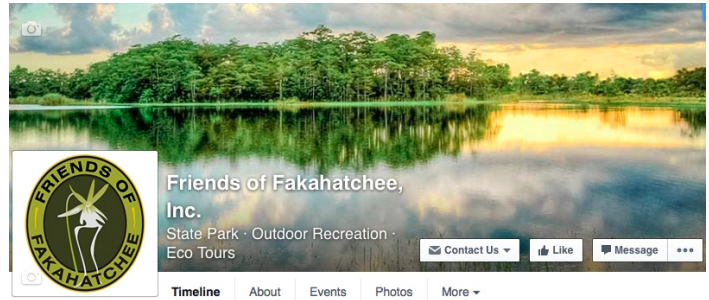 FRIENDS OF
FAKAHATCHEE
Friends of Fakahatchee,
Inc.
State Park · Outdoor Recreation ·
Eco Tours
Contact Us
Like
Message
Timeline
About
Events
Photos
More